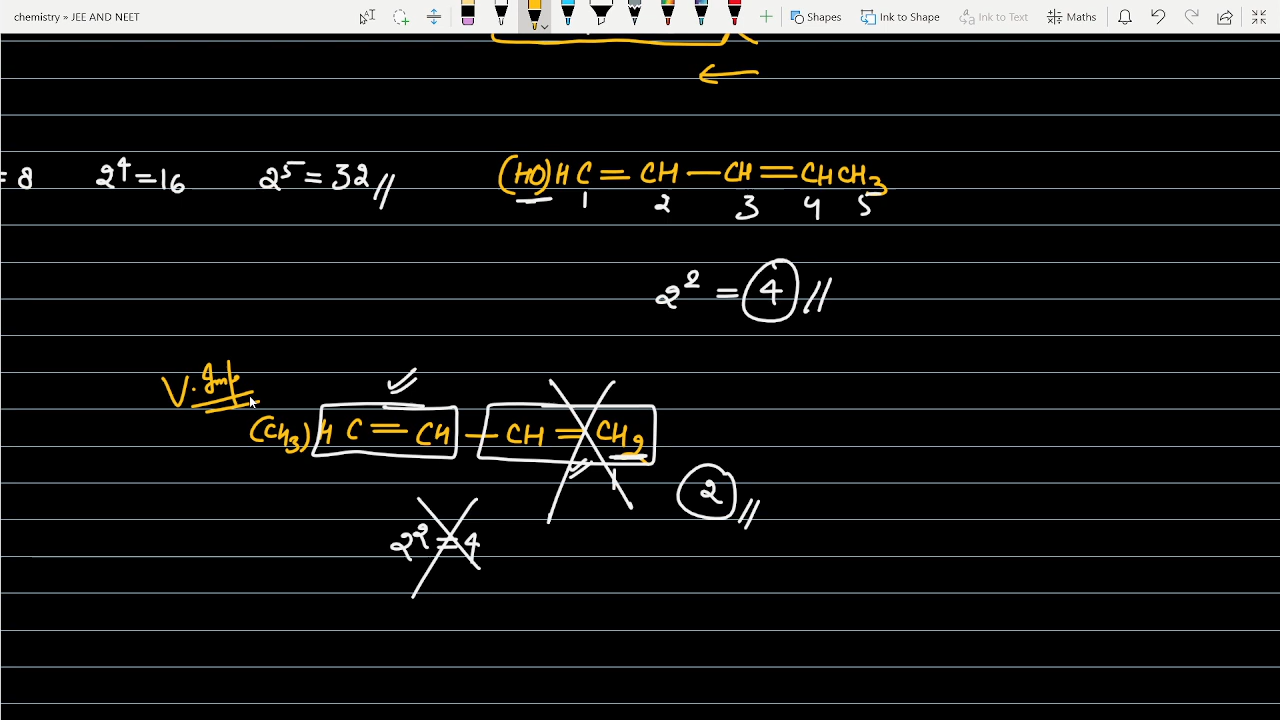 chemistry » JEE AND NEET
Shapes
Ink to Shape
Ink to Text
Maths
= 8 2⁴=16 2⁵=32//
(HO)HC=CH—CH=CHCH₃
1 2 3 4 5
2² = 4 //
V. Imp
(CH₃)HC=CH—CH=CH₂
1
2 //
2²=4